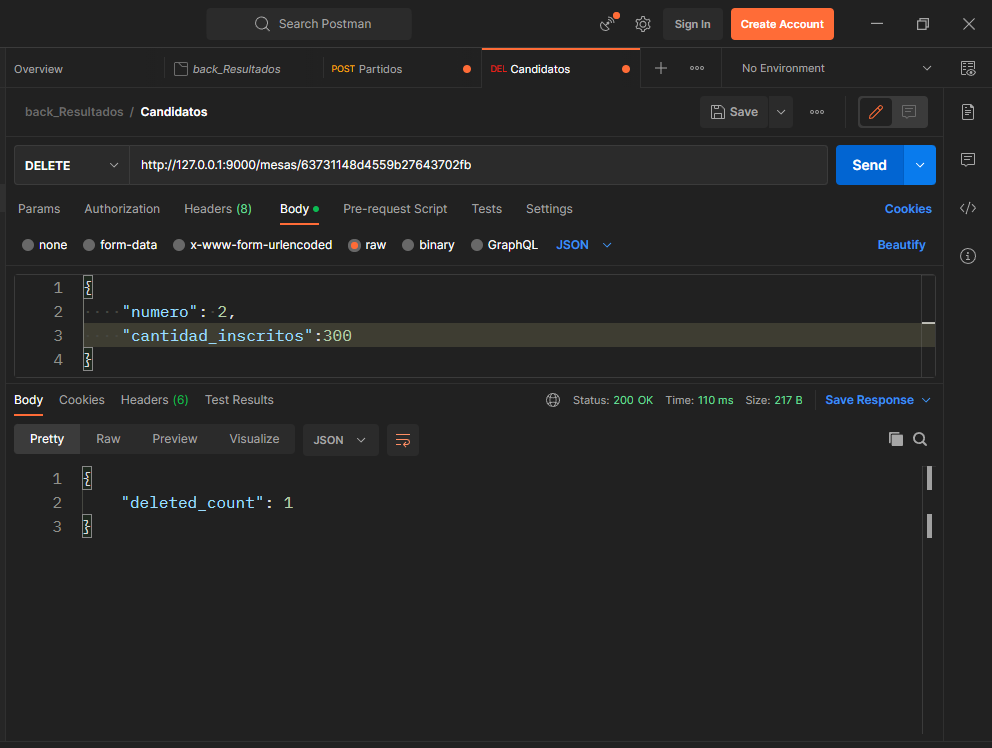 Search Postman
Sign In
Create Account
Overview
back_Resultados
POST Partidos
DEL Candidatos
No Environment
back_Resultados / Candidatos
Save
DELETE
http://127.0.0.1:9000/mesas/63731148d4559b27643702fb
Send
Params Authorization Headers (8) Body Pre-request Script Tests Settings Cookies
none form-data x-www-form-urlencoded raw binary GraphQL JSON Beautify
1 {
2 "numero": 2,
3 "cantidad_inscritos":300
4 }
Body Cookies Headers (6) Test Results Status: 200 OK Time: 110 ms Size: 217 B Save Response
Pretty Raw Preview Visualize JSON
1 {
2 "deleted_count": 1
3 }